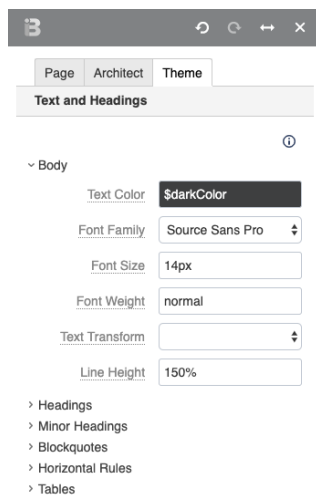 B
Page Architect Theme
Text and Headings
Body
Text Color $darkColor
Font Family Source Sans Pro
Font Size 14px
Font Weight normal
Text Transform
Line Height 150%
Headings
Minor Headings
Blockquotes
Horizontal Rules
Tables